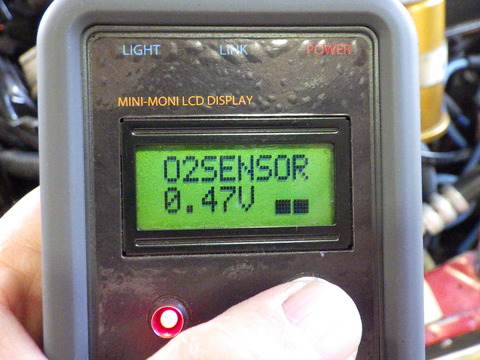 LIGHT LINK POWER
MINI-MONI LCD DISPLAY
O2SENSOR
0.47V